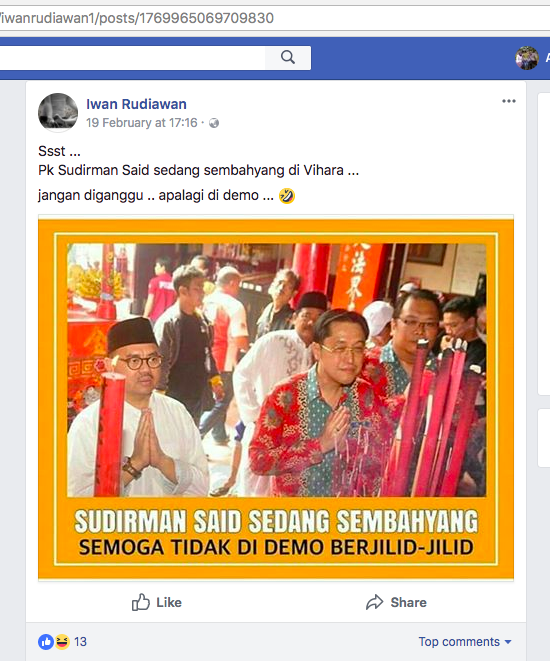 /iwanrudiawan1/posts/1769965069709830
Iwan Rudiawan
19 February at 17:16
Ssst ...
Pk Sudirman Said sedang sembahyang di Vihara ...
jangan diganggu .. apalagi di demo ...
法界
SUDIRMAN SAID SEDANG SEMBAHYANG
SEMOGA TIDAK DI DEMO BERJILID-JILID
Like
Share
13
Top comments